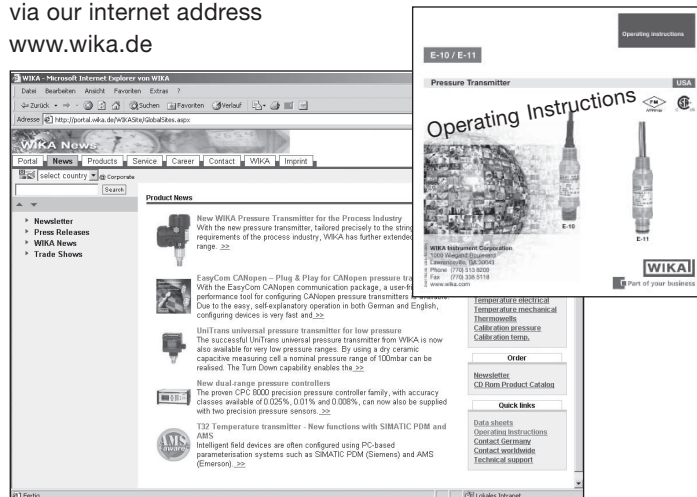 via our internet address
www.wika.de
WIKA - Microsoft Internet Explorer von WIKA
Datei Bearbeiten Ansicht Favoriten Extras ?
Zurück Suchen Favoriten Verlauf
Adresse http://portal.wika.de/WIKASite/GlobalSites.aspx
WIKA News
Portal News Products Service Career Contact WIKA Imprint
select country @ Corporate
Search
Newsletter
Press Releases
WIKA News
Trade Shows
Product News
New WIKA Pressure Transmitter for the Process Industry
With the new pressure transmitter, tailored precisely to the
requirements of the process industry, WIKA has further extended
range. >>
EasyCom CANopen – Plug & Play for CANopen pressure
With the EasyCom CANopen communication package, a
performance tool for configuring CANopen pressure transmitters is
Due to the easy, self-explanatory operation in both German and English,
configuring devices is very fast and >>
UniTrans universal pressure transmitter for low pressure
The successful UniTrans universal pressure transmitter from WIKA is now
also available for very low pressure ranges. By using a dry ceramic
capacitive measuring cell a nominal pressure range of 100mbar can be
realised. The Turn Down capability enables the >>
New dual-range pressure controllers
The proven CPC 8000 precision pressure controller family, with accuracy
classes available of 0.025%, 0.01% and 0.008%, can now also be supplied
with two precision pressure sensors. >>
T32 Temperature transmitter - New functions with SIMATIC PDM and
AMS
Intelligent field devices are often configured using PC-based
parameterisation systems such as SIMATIC PDM (Siemens) and AMS
(Emerson). >>
AMS
Temperature electrical
Temperature mechanical
Thermowells
Calibration pressure
Calibration temp.
Order
Newsletter
CD Rom Product Catalog
Quick links
Data sheets
Operating Instructions
Contact Germany
Contact worldwide
Technical support
Fertig
Lokales Intranet
Operating Instructions
E-10 / E-11
Pressure Transmitter
USA
Operating Instructions
FM
APPROVED
E-10
E-11
WIKA Instrument Corporation
1000 Wiegand Boulevard
Lawrenceville, GA 30043
Phone (770) 513 8200
Fax (770) 338 5118
www.wika.com
WIKA
Part of your business